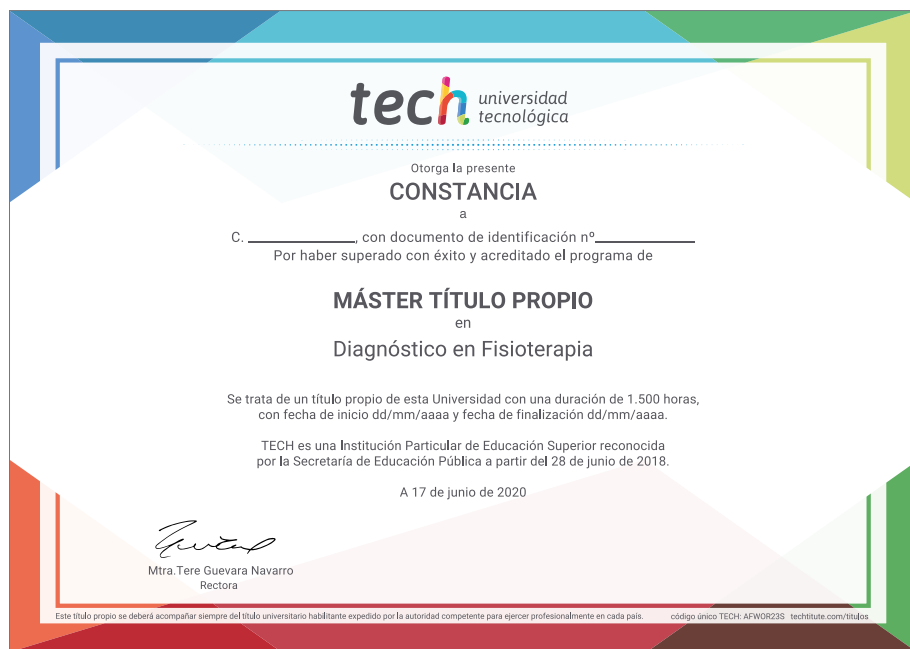 tech universidad
tecnológica
Otorga la presente
CONSTANCIA
a
C. ____________, con documento de identificación nº____________
Por haber superado con éxito y acreditado el programa de
MÁSTER TÍTULO PROPIO
en
Diagnóstico en Fisioterapia
Se trata de un título propio de esta Universidad con una duración de 1.500 horas,
con fecha de inicio dd/mm/aaaa y fecha de finalización dd/mm/aaaa.
TECH es una Institución Particular de Educación Superior reconocida
por la Secretaría de Educación Pública a partir del 28 de junio de 2018.
A 17 de junio de 2020
Mtra.Tere Guevara Navarro
Rectora
Este título propio se deberá acompañar siempre del título universitario habilitante expedido por la autoridad competente para ejercer profesionalmente en cada país. código único TECH: AFWOR23S techtitute.com/titulos